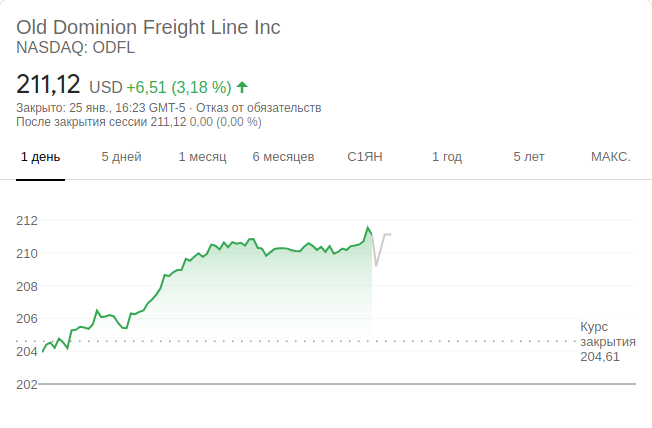 Old Dominion Freight Line Inc
NASDAQ: ODFL
211,12 USD +6,51 (3,18 %)
Закрыто: 25 янв., 16:23 GMT-5 · Отказ от обязательств
После закрытия сессии 211,12 0,00 (0,00 %)
1 день 5 дней 1 месяц 6 месяцев С1ЯН 1 год 5 лет МАКС.
212
210
208
206
204
202
Курс
закрытия
204,61